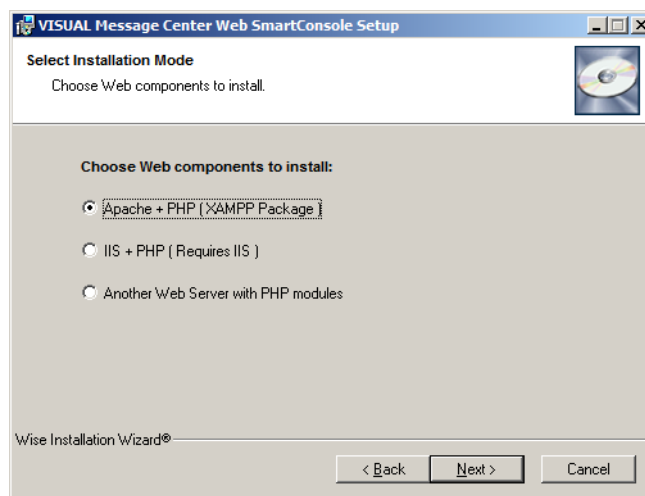 VISUAL Message Center Web SmartConsole Setup
Select Installation Mode
Choose Web components to install.
Choose Web components to install:
Apache + PHP ( XAMPP Package )
IIS + PHP ( Requires IIS )
Another Web Server with PHP modules
Wise Installation Wizard®
< Back Next > Cancel